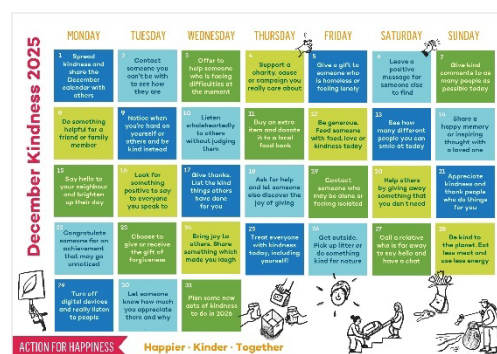 December Kindness 2025
MONDAY TUESDAY WEDNESDAY THURSDAY FRIDAY SATURDAY SUNDAY
1 Spread
kindness and
share the
December
calendar with
others
2 Contact
someone you
can't be with
to see how
they are
3 Offer to
help someone
who is facing
difficulties at
the moment
4 Support a
charity, cause
or campaign you
really care about
5 Give a gift to
someone who
is homeless or
feeling lonely
6 Leave a
positive
message for
someone else
to find
7 Give kind
comments to
as many people as
possible today
8 Do something
helpful for a
friend or family
member
9 Notice when
you're hard on
yourself or
others and be
kind instead
10 Listen
wholeheartedly
to others
without judging
them
11 Buy an extra
item and donate
it to a local
food bank
12 Be generous.
Feed someone
with food, love or
kindness today
13 See how
many different
people you can
smile at today
14 Share a
happy memory
or inspiring
thought with
a loved one
15 Say hello to
your neighbour
and brighten
up their day
16 Look for
something
positive to say
to everyone
you speak to
17 Give thanks.
List the kind
things others
have done
for you
18 Ask for help
and let someone
else discover the
joy of giving
19 Contact
someone who
may be alone or
feeling isolated
20 Help others
by giving away
something that
you don't need
21 Appreciate
kindness and
thank people
who do things
for you
22 Congratulate
someone for an
achievement
that may go
unnoticed
23 Choose to
give or receive
the gift of
forgiveness
24 Bring joy to
others. Share
something which
made you laugh
25 Treat everyone
with kindness
today, including
yourself!
26 Get outside.
Pick up litter or
do something
kind for nature
27 Call a relative
who is far away
to say hello and
have a chat
28 Be kind to
the planet. Eat
less meat and
use less energy
29 Turn off
digital devices
and really listen
to people
30 Let someone
know how much
you appreciate
them and why
31 Plan some new
acts of kindness
to do in 2026
ACTION FOR HAPPINESS
Happier · Kinder · Together